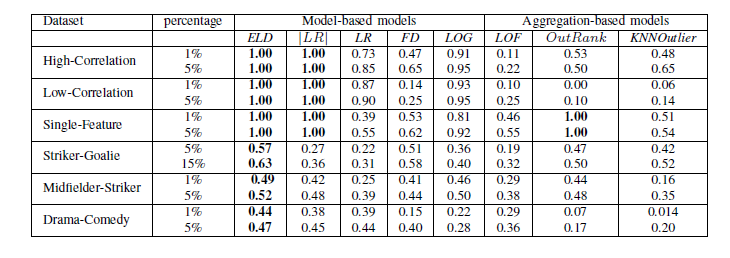 Dataset percentage Model-based models Aggregation-based models
ELD |LR| LR FD LOG LOF OutRank KNNOutlier
High-Correlation 1% 1.00 1.00 0.73 0.47 0.91 0.11 0.53 0.48
5% 1.00 1.00 0.85 0.65 0.95 0.22 0.50 0.65
Low-Correlation 1% 1.00 1.00 0.87 0.14 0.93 0.10 0.00 0.06
5% 1.00 1.00 0.90 0.25 0.95 0.25 0.10 0.14
Single-Feature 1% 1.00 1.00 0.39 0.53 0.81 0.46 1.00 0.51
5% 1.00 1.00 0.55 0.62 0.92 0.55 1.00 0.54
Striker-Goalie 5% 0.57 0.27 0.22 0.51 0.36 0.19 0.47 0.42
15% 0.63 0.36 0.31 0.58 0.40 0.32 0.50 0.52
Midfielder-Striker 1% 0.49 0.42 0.25 0.41 0.46 0.29 0.44 0.16
5% 0.52 0.48 0.39 0.44 0.50 0.38 0.48 0.35
Drama-Comedy 1% 0.44 0.38 0.39 0.15 0.22 0.29 0.07 0.014
5% 0.47 0.45 0.44 0.40 0.28 0.36 0.17 0.20